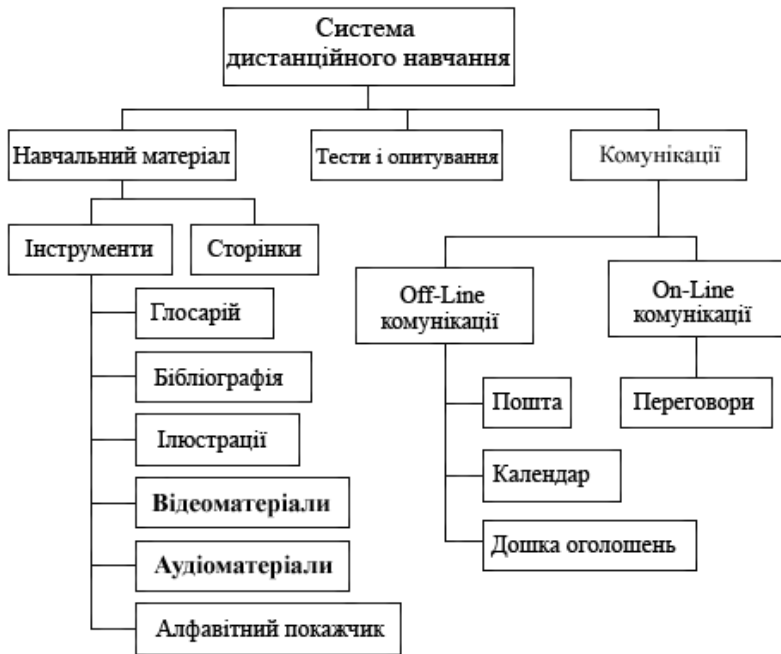 Система
дистанційного навчання
Навчальний матеріал
Тести і опитування
Комунікації
Інструменти
Сторінки
Off-Line
комунікації
On-Line
комунікації
Глосарій
Бібліографія
Ілюстрації
Відеоматеріали
Аудіоматеріали
Алфавітний покажчик
Пошта
Календар
Дошка оголошень
Переговори